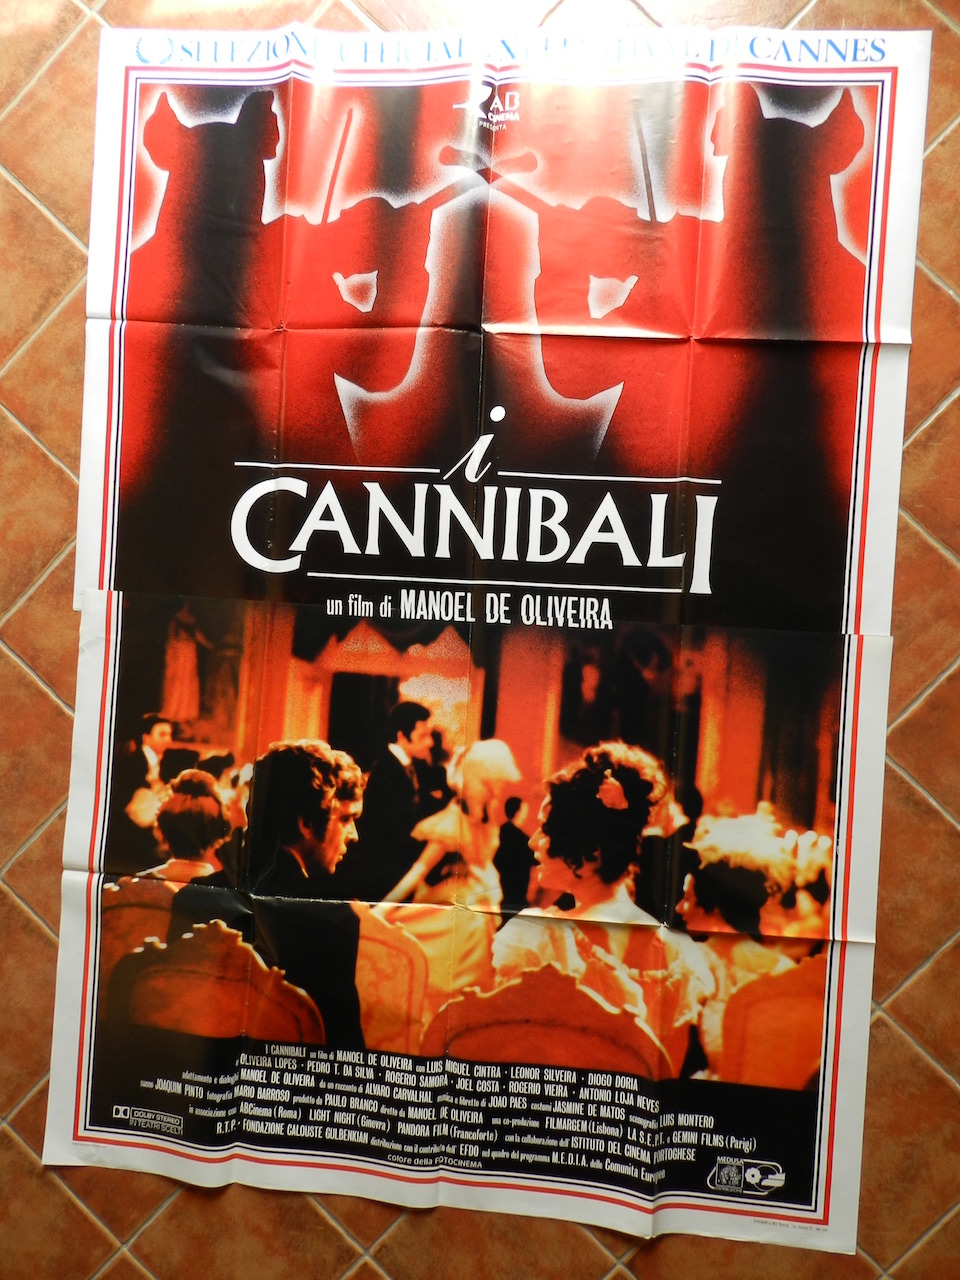 SELEZIONE UFFICIALE FESTIVAL DI CANNES
AB
CINEMA
PRESENTA
i
CANNIBALI
un film di MANOEL DE OLIVEIRA
I CANNIBALI un film di MANOEL DE OLIVEIRA con LUIS MIGUEL CINTRA · LEONOR SILVEIRA · DIOGO DORIA
OLIVEIRA LOPES · PEDRO T. DA SILVA · ROGERIO SAMORA · JOEL COSTA · ROGERIO VIEIRA · ANTONIO LOJA NEVES
adattamento e dialoghi MANOEL DE OLIVEIRA da un racconto di ALVARO CARVALHAL musica e libretto di JOAO PAES costumi JASMINE DE MATOS scenografia LUIS MONTERO
suono JOAQUIM PINTO fotografia MARIO BARROSO prodotto da PAULO BRANCO diretto da MANOEL DE OLIVEIRA una co-produzione FILMARGEM (Lisbona) LA S.E.P.T. e GEMINI FILMS (Parigi)
in associazione con ABCinema (Roma) LIGHT NIGHT (Ginevra) PANDORA FILM (Francoforte) con la collaborazione dell' ISTITUTO DEL CINEMA PORTOGHESE
R.T.P. · FONDAZIONE CALOUSTE GULBENKIAN distribuzione con il contributo dell' EFDO nel quadro del programma M.E.D.I.A. della Comunita Europeo
colore della FOTOCINEMA
DOLBY STEREO
IN TEATRI SCELTI
MEDUSA
DISTRIBUZIONE